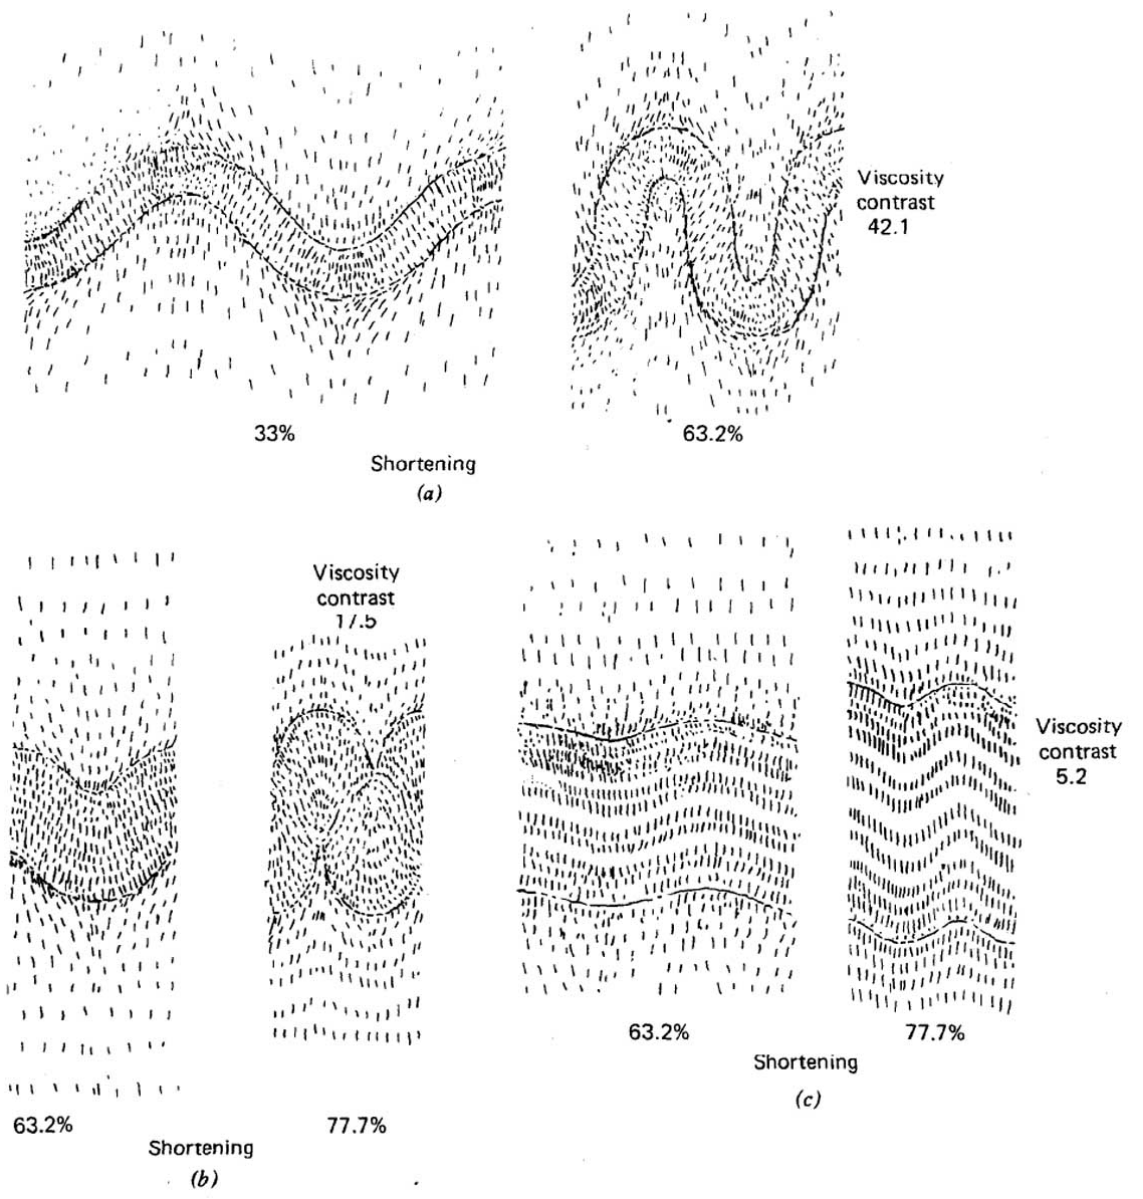 Viscosity
contrast
42.1
33%
63.2%
Shortening
(a)
Viscosity
contrast
17.5
Viscosity
contrast
5.2
63.2%
77.7%
Shortening
(c)
63.2%
77.7%
Shortening
(b)